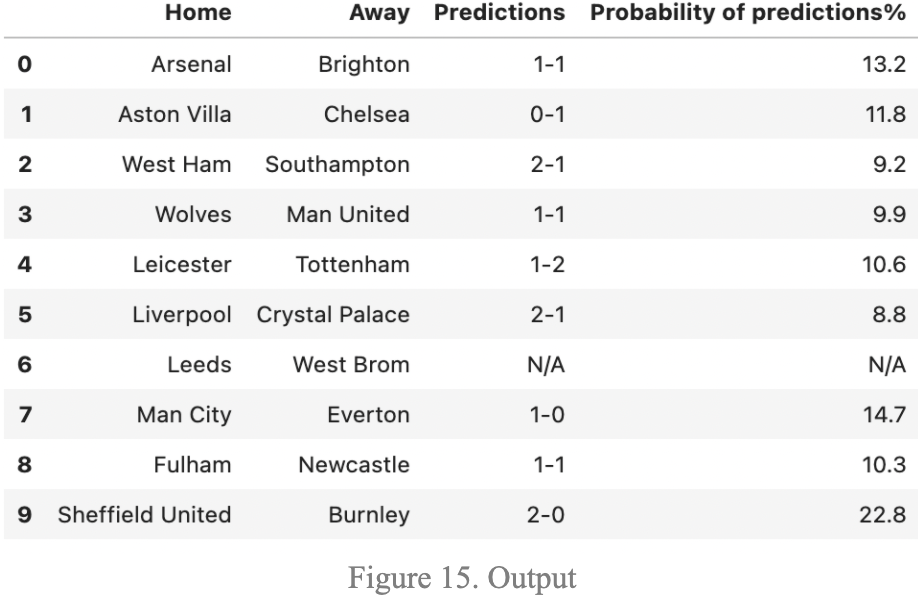 Home Away Predictions Probability of predictions%
0 Arsenal Brighton 1-1 13.2
1 Aston Villa Chelsea 0-1 11.8
2 West Ham Southampton 2-1 9.2
3 Wolves Man United 1-1 9.9
4 Leicester Tottenham 1-2 10.6
5 Liverpool Crystal Palace 2-1 8.8
6 Leeds West Brom N/A N/A
7 Man City Everton 1-0 14.7
8 Fulham Newcastle 1-1 10.3
9 Sheffield United Burnley 2-0 22.8
Figure 15. Output